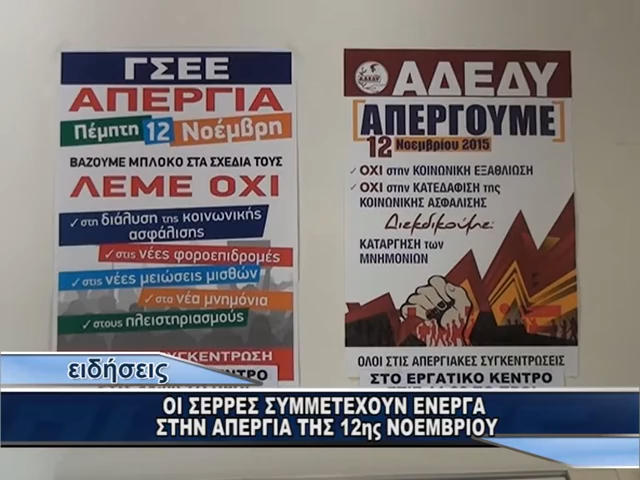 ΓΣΕΕ
ΑΠΕΡΓΙΑ
Πέμπτη 12 Νοέμβρη
ΒΑΖΟΥΜΕ ΜΠΛΟΚΟ ΣΤΑ ΣΧΕΔΙΑ ΤΟΥΣ
ΛΕΜΕ ΟΧΙ
✓στη διάλυση της κοινωνικής
ασφάλισης
✓στις νέες φοροεπιδρομές
✓στις νέες μειώσεις μισθών
✓στα νέα μνημόνια
✓στους πλειστηριασμούς
ΣΥΓΚΕΝΤΡΩΣΗ
ΑΔΕΔΥ
ΑΔΕΔΥ
[ΑΠΕΡΓΟΥΜΕ]
12 Νοεμβρίου 2015
✓ΟΧΙ στην ΚΟΙΝΩΝΙΚΗ ΕΞΑΘΛΙΩΣΗ
✓ΟΧΙ στην ΚΑΤΕΔΑΦΙΣΗ της
ΚΟΙΝΩΝΙΚΗΣ ΑΣΦΑΛΙΣΗΣ
Διεκδικούμε:
ΚΑΤΑΡΓΗΣΗ των
ΜΝΗΜΟΝΙΩΝ
ΟΛΟΙ ΣΤΙΣ ΑΠΕΡΓΙΑΚΕΣ ΣΥΓΚΕΝΤΡΩΣΕΙΣ
ΣΤΟ ΕΡΓΑΤΙΚΟ ΚΕΝΤΡΟ
ειδήσεις
ΟΙ ΣΕΡΡΕΣ ΣΥΜΜΕΤΕΧΟΥΝ ΕΝΕΡΓΑ
ΣΤΗΝ ΑΠΕΡΓΙΑ ΤΗΣ 12ης ΝΟΕΜΒΡΙΟΥ